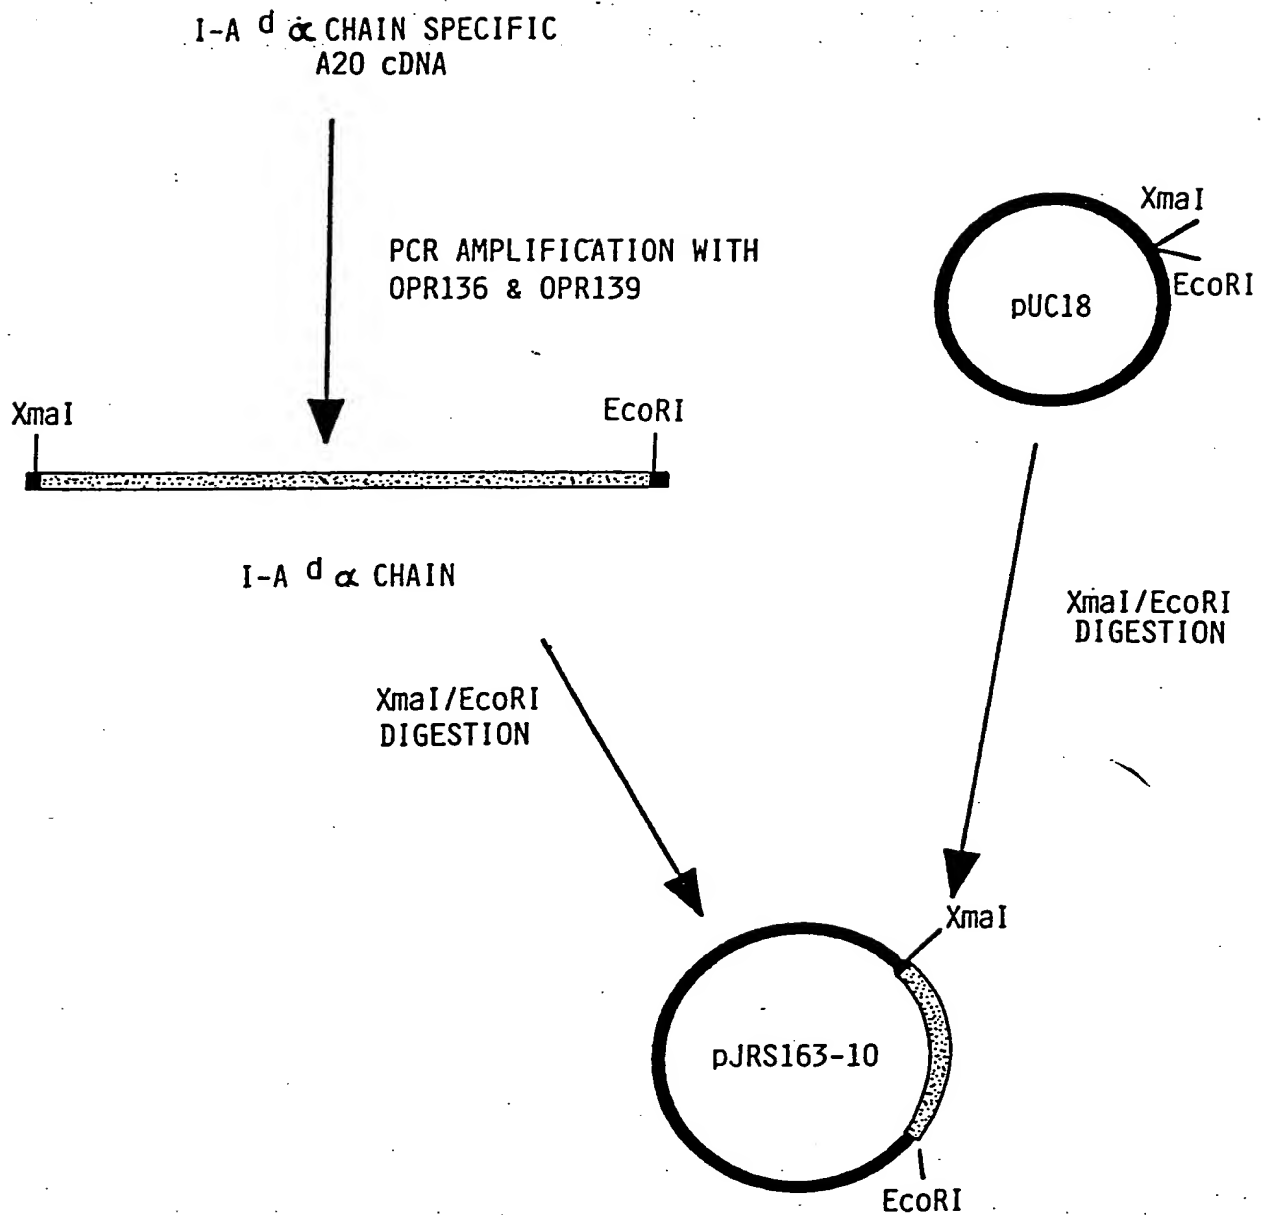 I-A d α CHAIN SPECIFIC
A20 cDNA
PCR AMPLIFICATION WITH
OPR136 & OPR139
XmaI
EcoRI
pUC18
XmaI
EcoRI
I-A d α CHAIN
XmaI/EcoRI
DIGESTION
XmaI/EcoRI
DIGESTION
XmaI
pJRS163-10
EcoRI